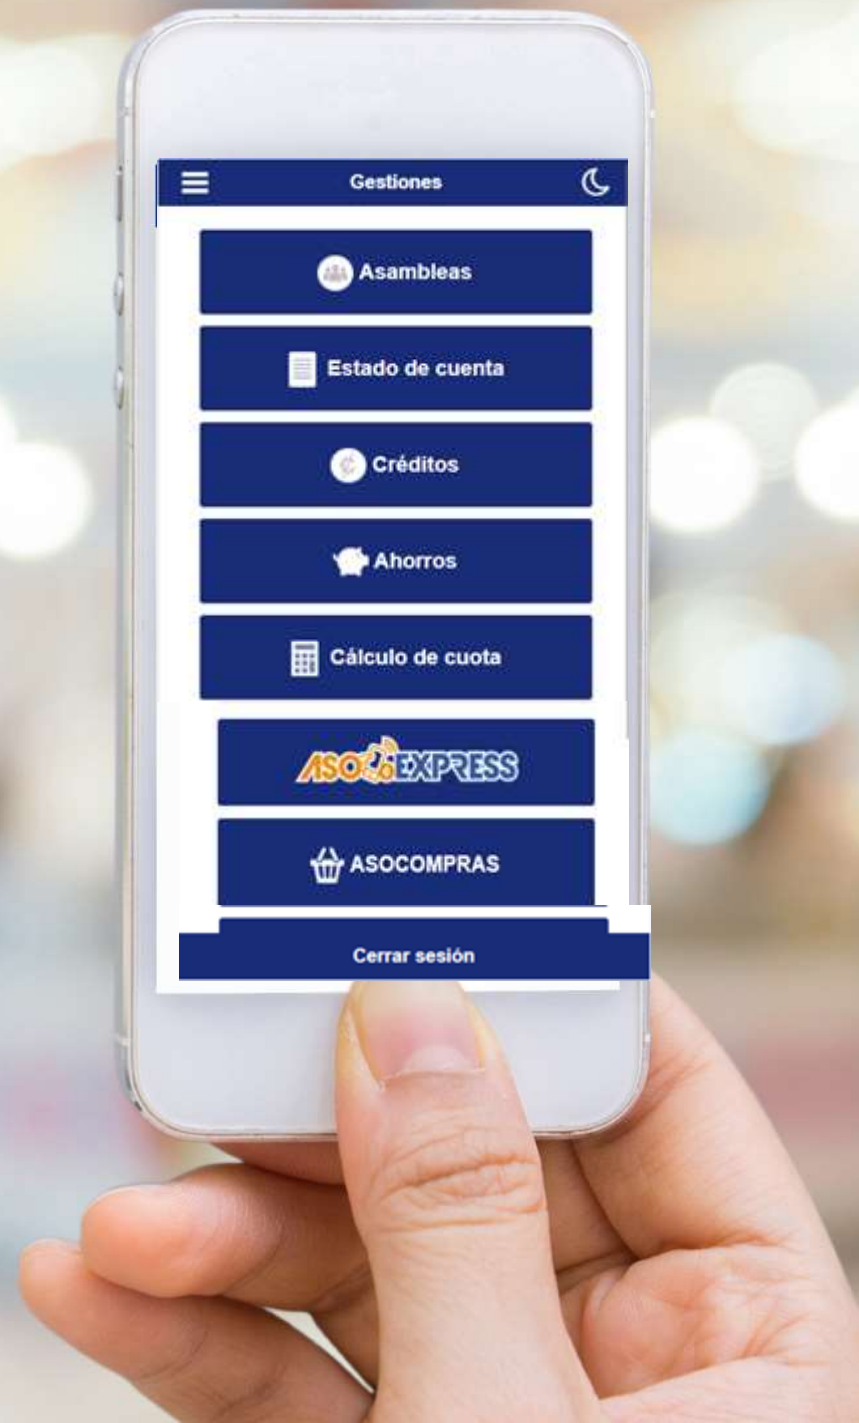 Gestiones
Asambleas
Estado de cuenta
Créditos
Ahorros
Cálculo de cuota
ASOEXPRESS
ASOCOMPRAS
Cerrar sesión